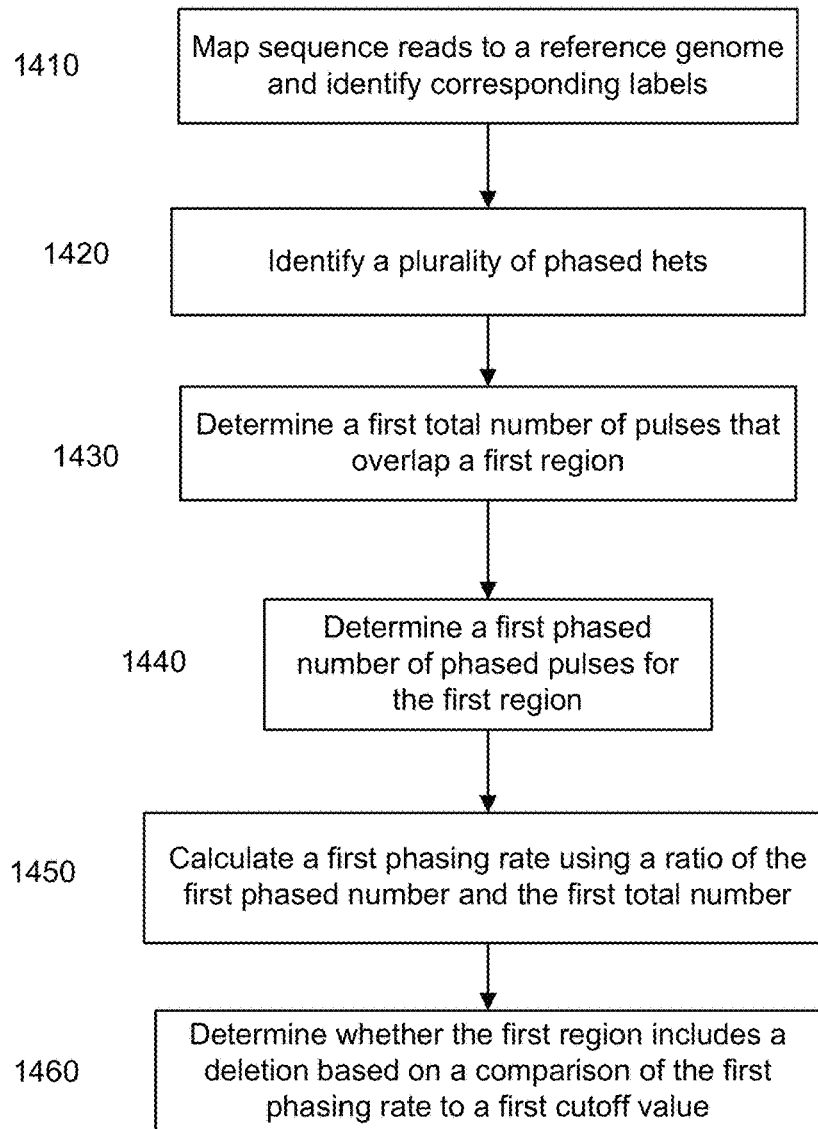 1410
Map sequence reads to a reference genome
and identify corresponding labels
1420
Identify a plurality of phased hets
1430
Determine a first total number of pulses that
overlap a first region
1440
Determine a first phased
number of phased pulses for
the first region
1450
Calculate a first phasing rate using a ratio of the
first phased number and the first total number
1460
Determine whether the first region includes a
deletion based on a comparison of the first
phasing rate to a first cutoff value